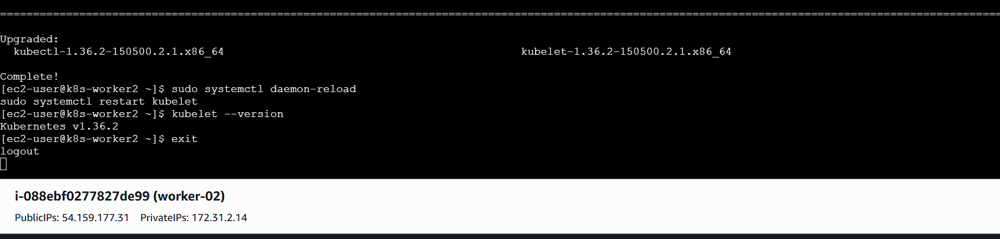 ================================================================================================================================================================
Upgraded:
  kubectl-1.36.2-150500.2.1.x86_64                                             kubelet-1.36.2-150500.2.1.x86_64
Complete!
[ec2-user@k8s-worker2 ~]$ sudo systemctl daemon-reload
sudo systemctl restart kubelet
[ec2-user@k8s-worker2 ~]$ kubelet --version
Kubernetes v1.36.2
[ec2-user@k8s-worker2 ~]$ exit
logout
i-088ebf0277827de99 (worker-02)
PublicIPs: 54.159.177.31    PrivateIPs: 172.31.2.14